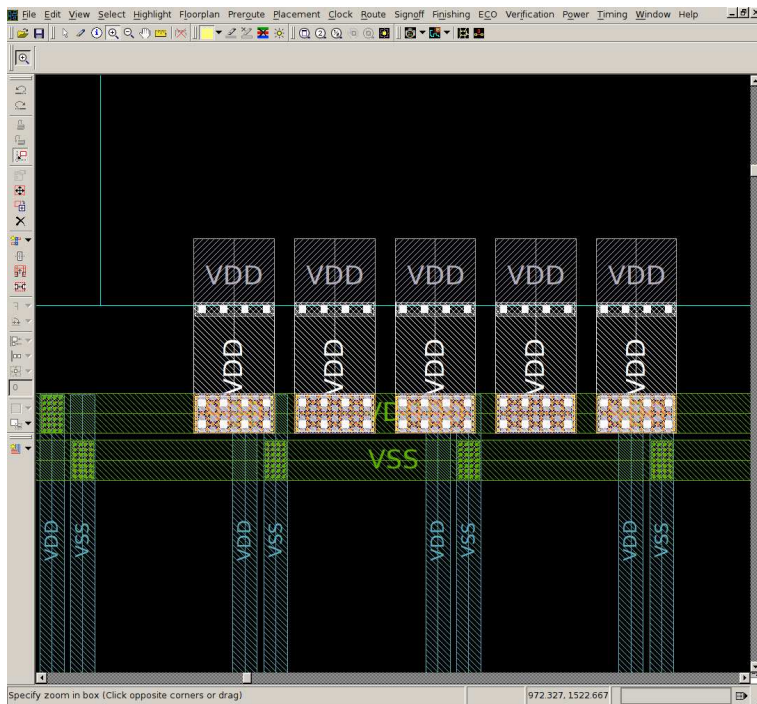 File Edit View Select Highlight Floorplan Preroute Placement Clock Route Signoff Finishing ECO Verification Power Timing Window Help
VDD VDD VDD VDD VDD
VDD VDD VDD VDD VDD
VSS
VDD VSS VDD VSS VDD VSS VDD VSS
0
Specify zoom in box (Click opposite corners or drag) 972.327, 1522.667